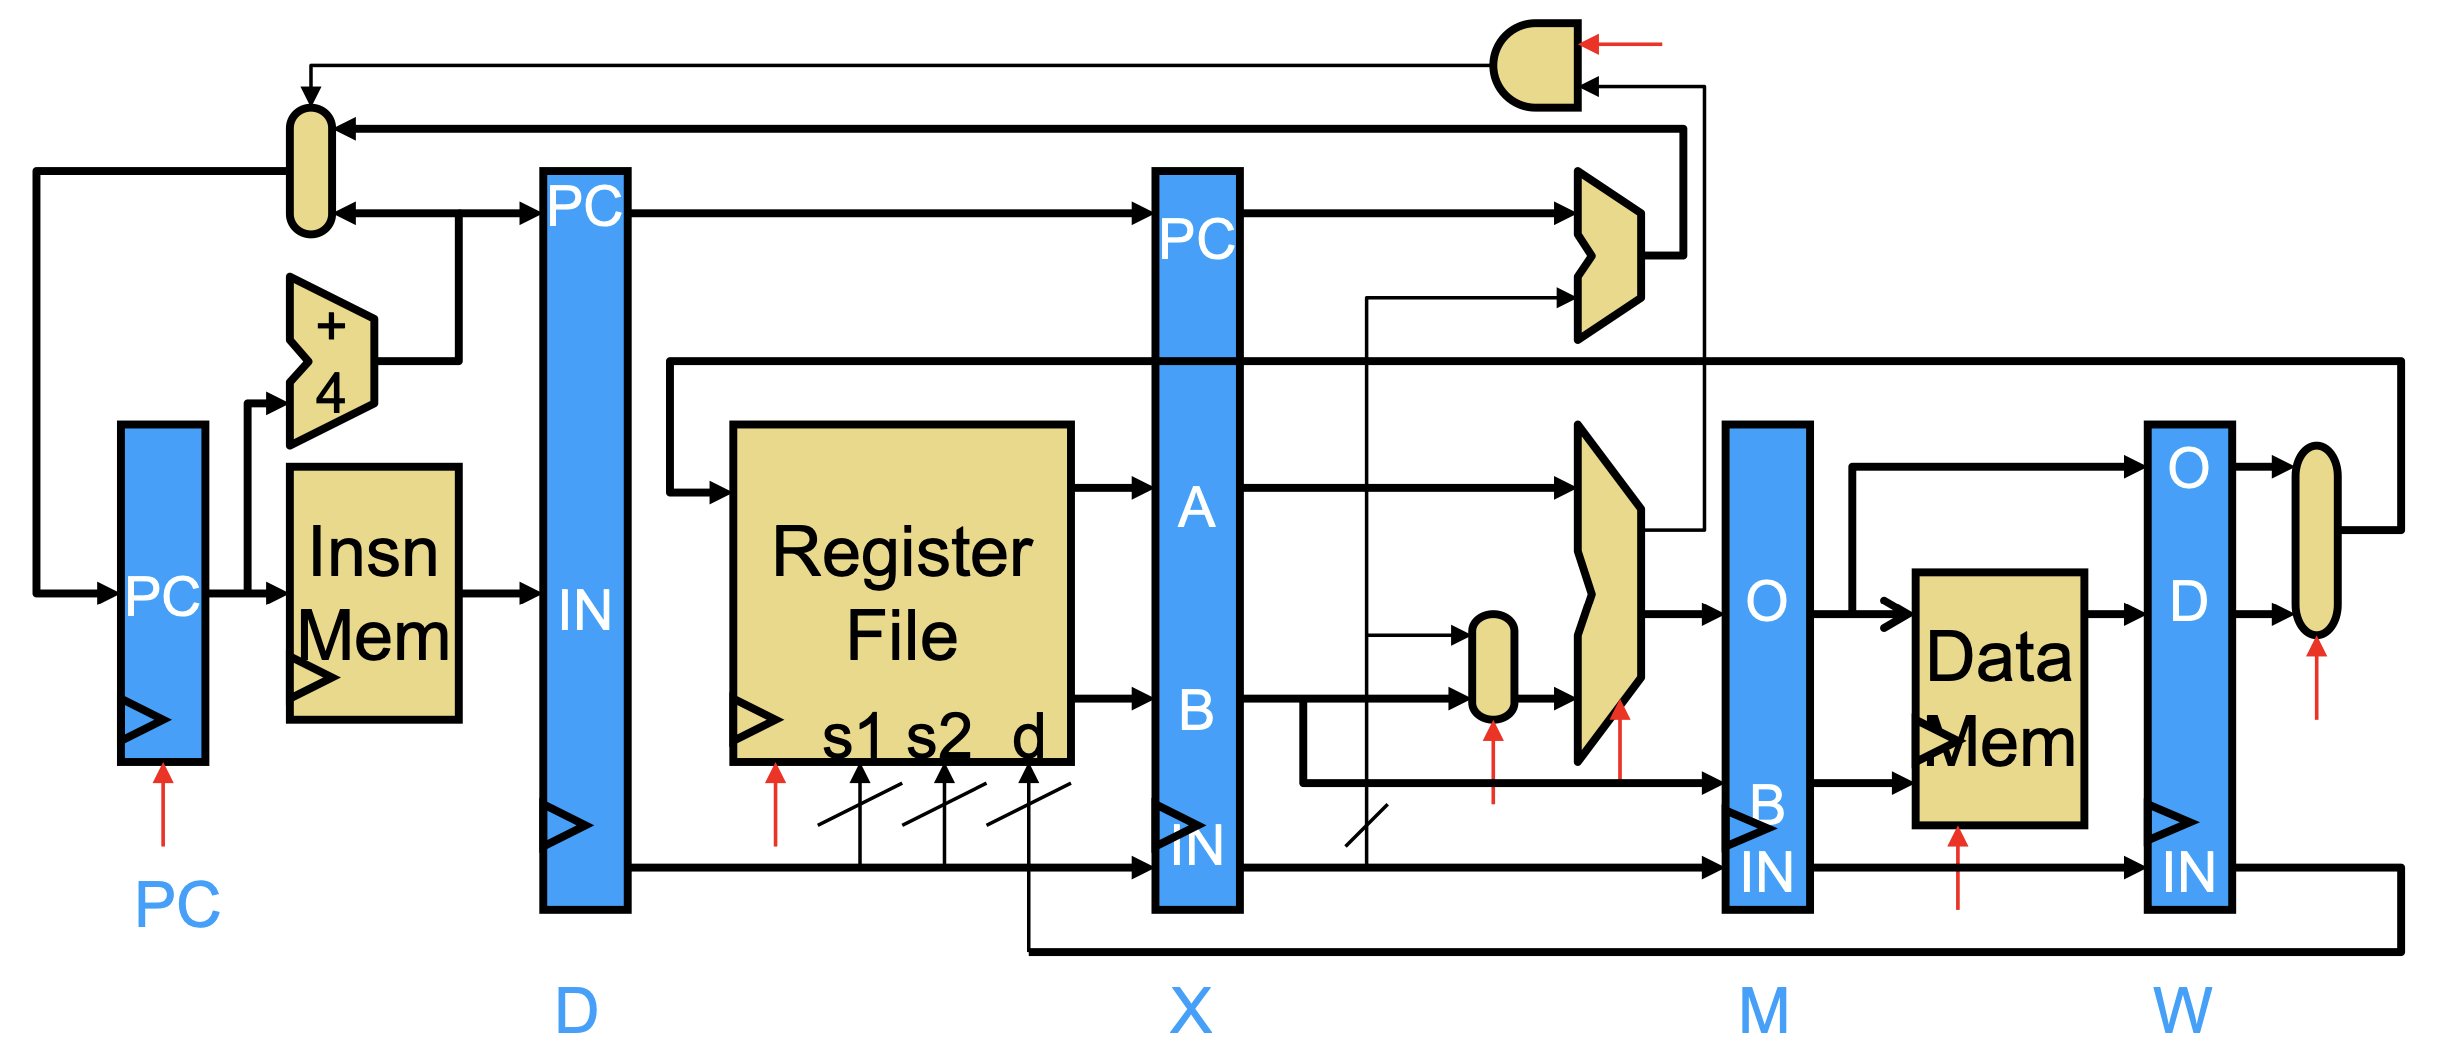 PC
PC
+
4
O
A
PC
Insn
Mem
IN
Register
File
O
D
Data
Mem
B
s1 s2 d
B
IN
IN
IN
PC
D
X
M
W